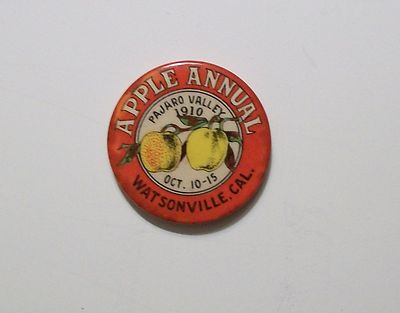 APPLE ANNUAL
PAJARO VALLEY
1910
OCT. 10-15
WATSONVILLE, CAL.